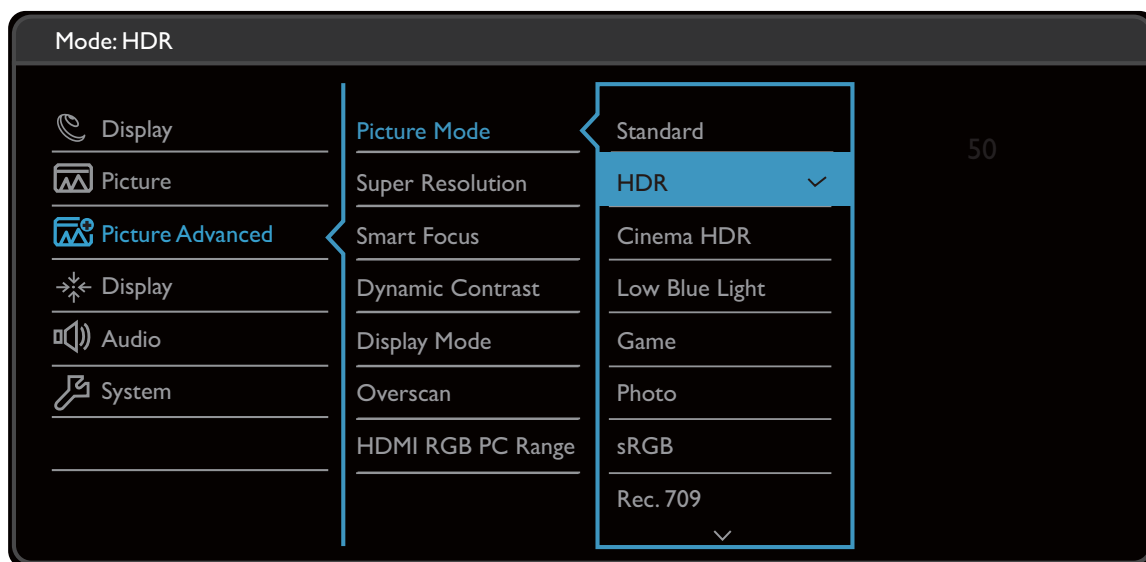 Mode: HDR
Display
Picture
Picture Advanced
Display
Audio
System
Picture Mode
Super Resolution
Smart Focus
Dynamic Contrast
Display Mode
Overscan
HDMI RGB PC Range
Standard
HDR
Cinema HDR
Low Blue Light
Game
Photo
sRGB
Rec. 709
50